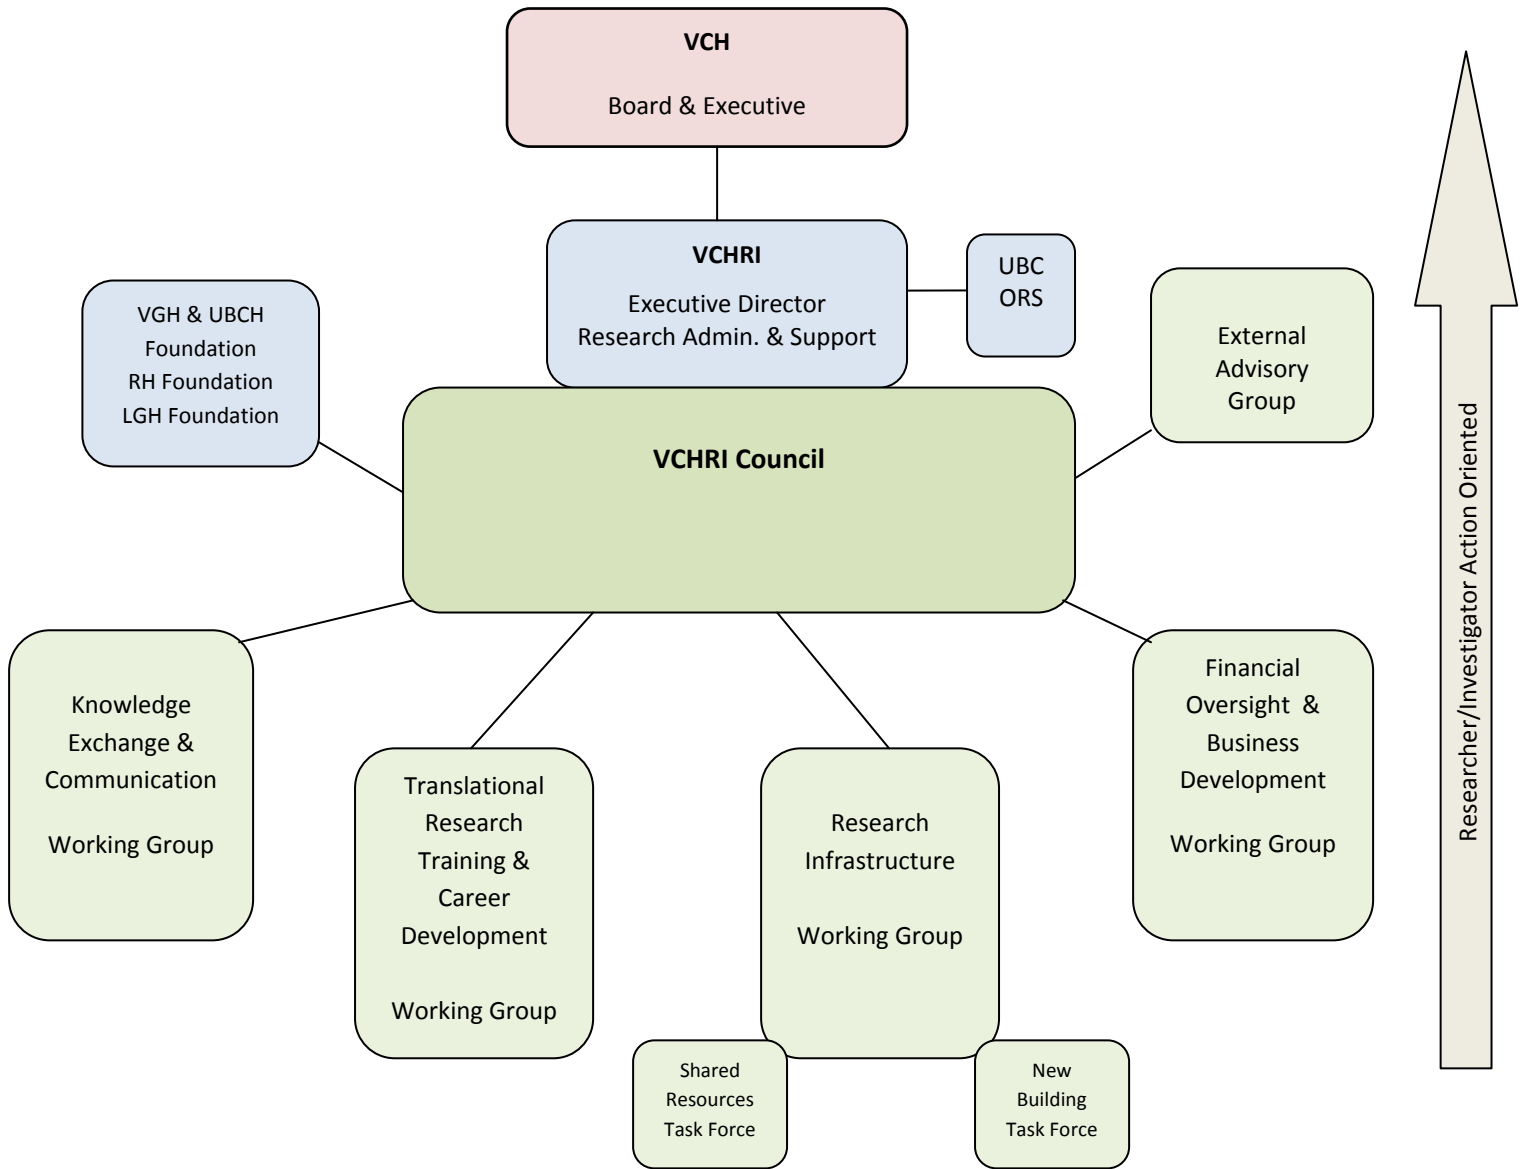 VCH
Board & Executive
VCHRI
Executive Director
Research Admin. & Support
UBC
ORS
VGH & UBCH
Foundation
RH Foundation
LGH Foundation
External
Advisory
Group
VCHRI Council
Knowledge
Exchange &
Communication
Working Group
Translational
Research
Training &
Career
Development
Working Group
Research
Infrastructure
Working Group
Financial
Oversight &
Business
Development
Working Group
Shared
Resources
Task Force
New
Building
Task Force
Researcher/Investigator Action Oriented